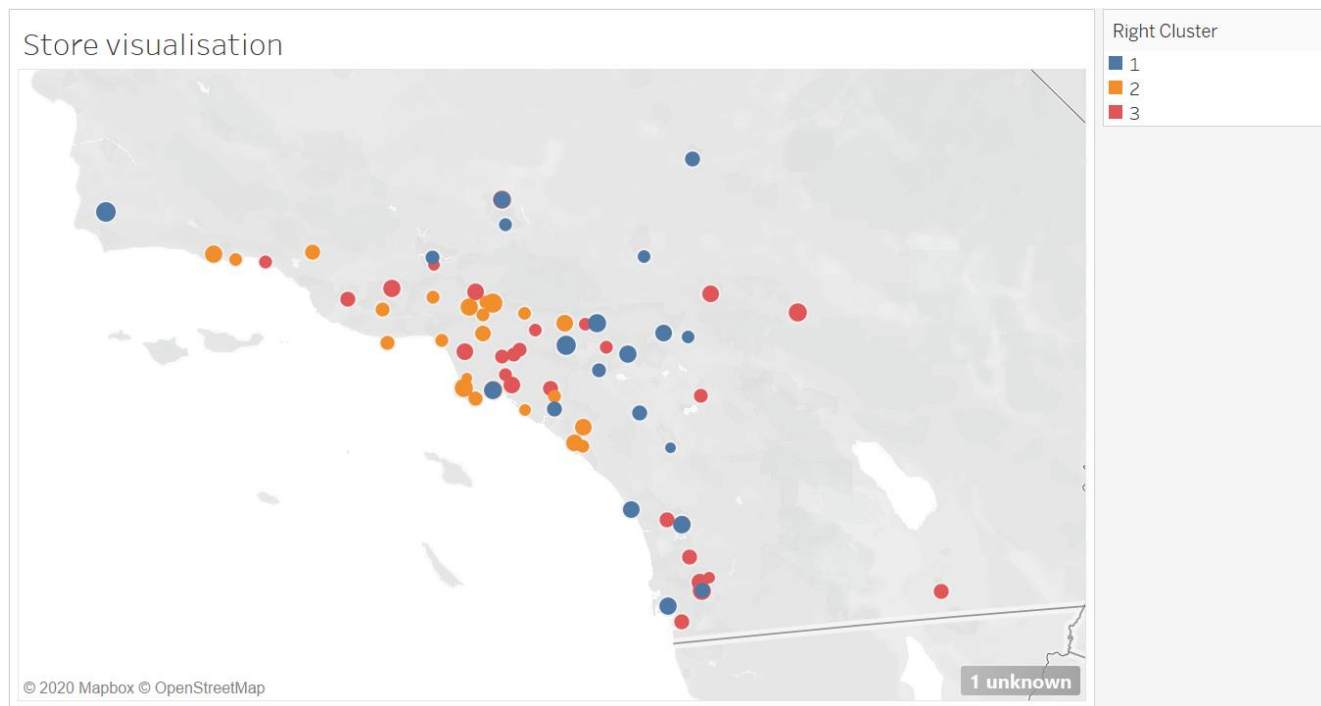 Store visualisation
Right Cluster
1
2
3
© 2020 Mapbox © OpenStreetMap
1 unknown